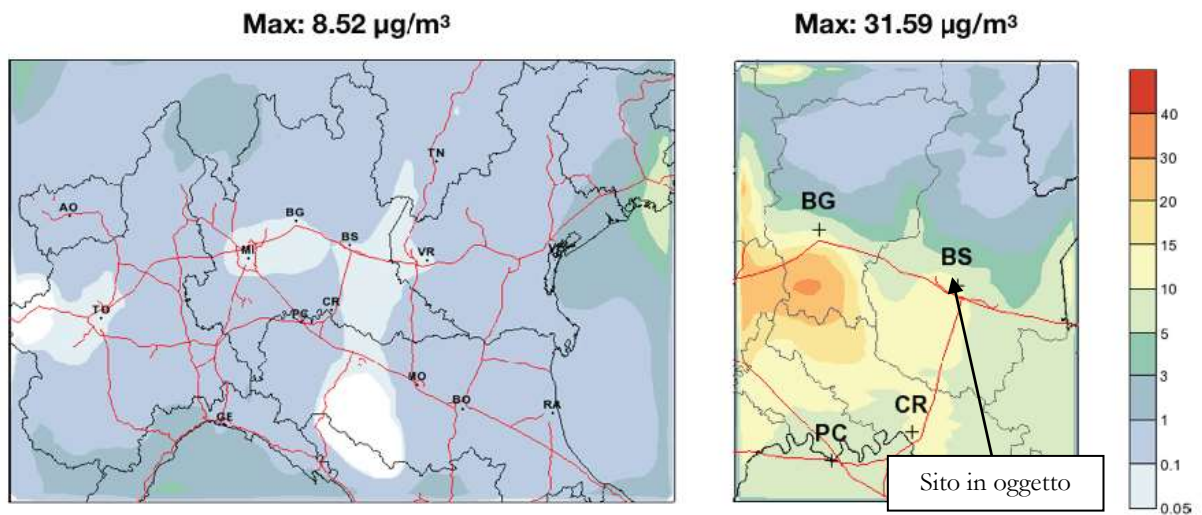 Max: 8.52 µg/m³
Max: 31.59 µg/m³
TN
AO
BG
MI
BS
VR
TO
PC
CR
MO
BO
RA
GE
BG
BS
CR
PC
Sito in oggetto
40
30
20
15
10
5
3
1
0.1
0.05